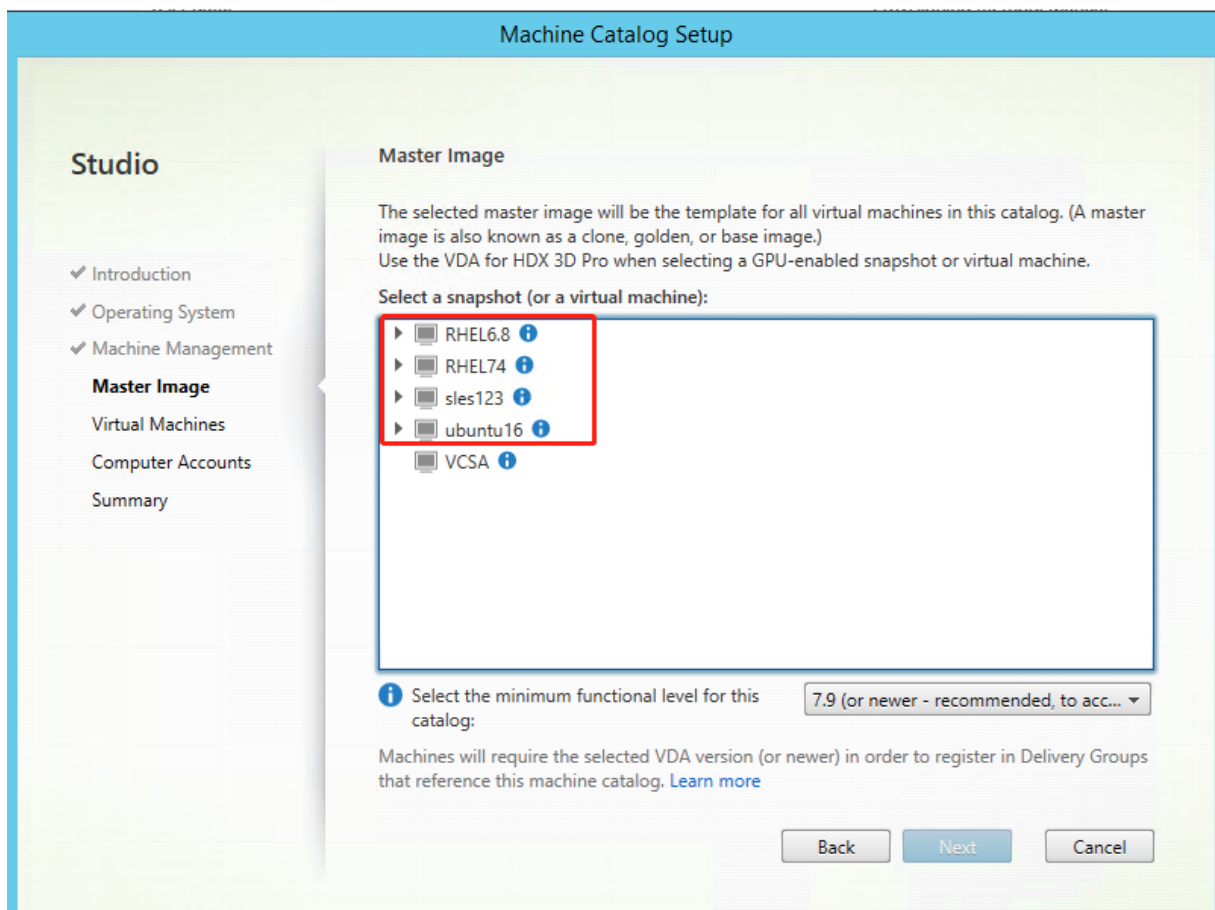 Machine Catalog Setup
Studio
Introduction
Operating System
Machine Management
Master Image
Virtual Machines
Computer Accounts
Summary
Master Image
The selected master image will be the template for all virtual machines in this catalog. (A master
image is also known as a clone, golden, or base image.)
Use the VDA for HDX 3D Pro when selecting a GPU-enabled snapshot or virtual machine.
Select a snapshot (or a virtual machine):
RHEL6.8
RHEL74
sles123
ubuntu16
VCSA
Select the minimum functional level for this
catalog:
7.9 (or newer - recommended, to acc...
Machines will require the selected VDA version (or newer) in order to register in Delivery Groups
that reference this machine catalog. Learn more
Back
Next
Cancel